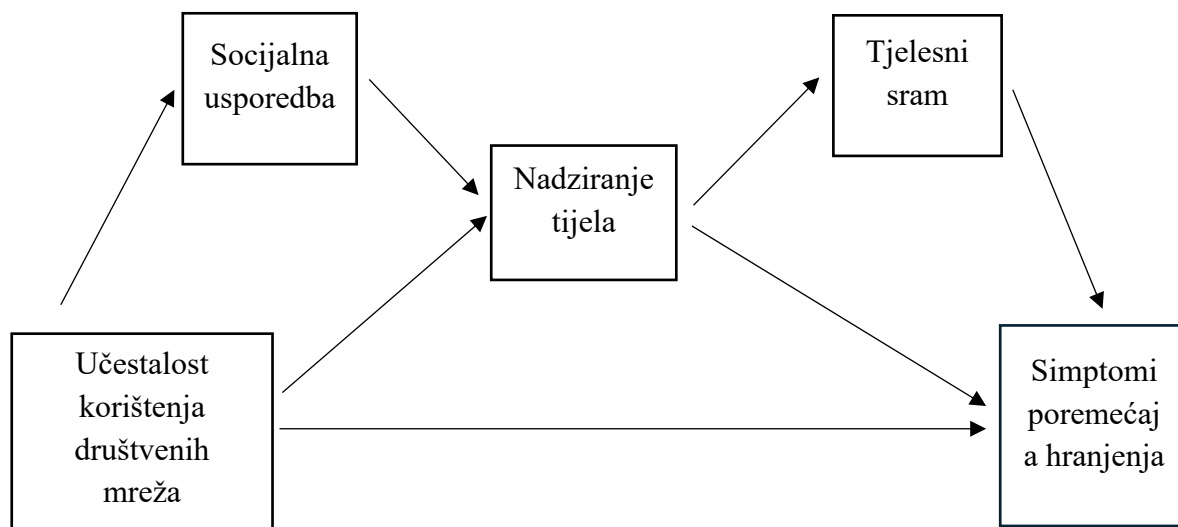 Socijalna
usporedba
Tjelesni
sram
Nadziranje
tijela
Učestalost
korištenja
društvenih
mreža
Simptomi
poremećaj
a hranjenja